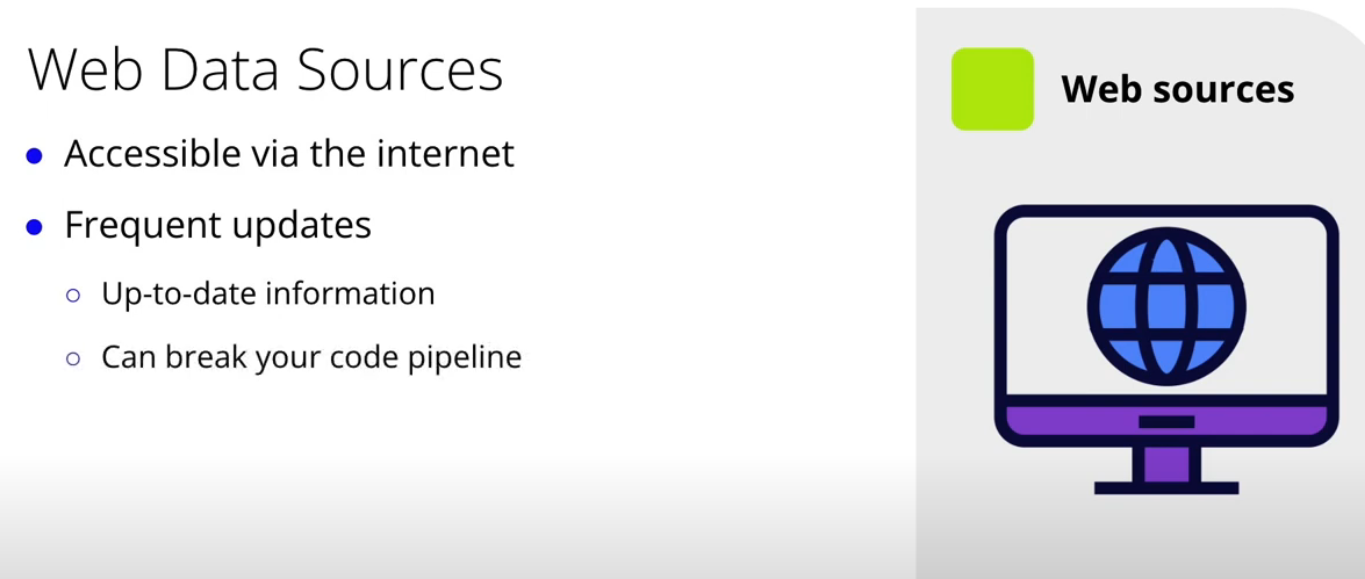 Web Data Sources
Accessible via the internet
Frequent updates
Up-to-date information
Can break your code pipeline
Web sources